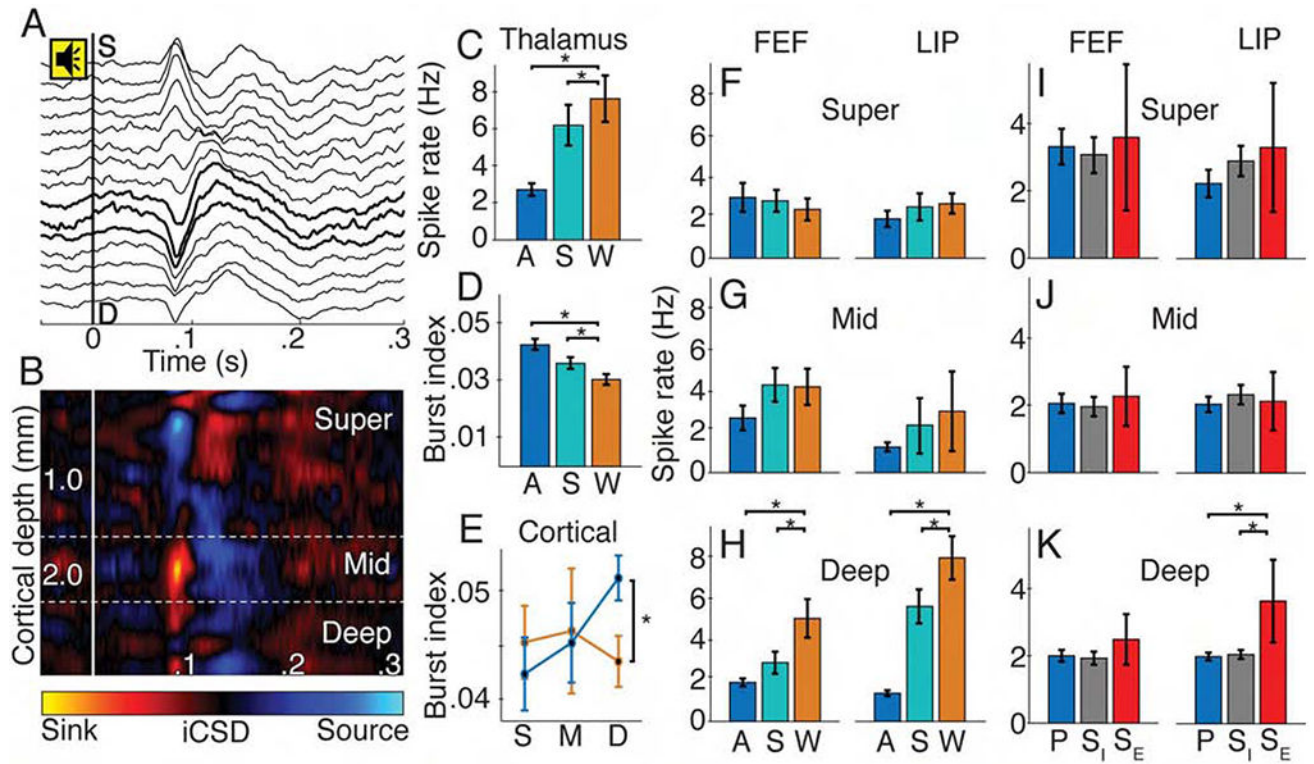 A
S
D
0
.1
.2
.3
Time (s)
B
Cortical depth (mm)
1.0
2.0
Super
Mid
Deep
.1
.2
.3
Sink
iCSD
Source
C
Thalamus
Spike rate (Hz)
8
6
4
2
0
*
*
A S W
D
Burst index
.05
.03
.01
*
*
A S W
E
Cortical
Burst index
.05
.04
*
S M D
FEF LIP
F
Super
8
6
4
2
0
G
Mid
Spike rate (Hz)
8
6
4
2
0
H
Deep
8
6
4
2
0
*
*
*
*
A S W A S W
FEF LIP
I
Super
4
2
0
J
Mid
4
2
0
K
Deep
4
2
0
*
*
P SI SE P SI SE